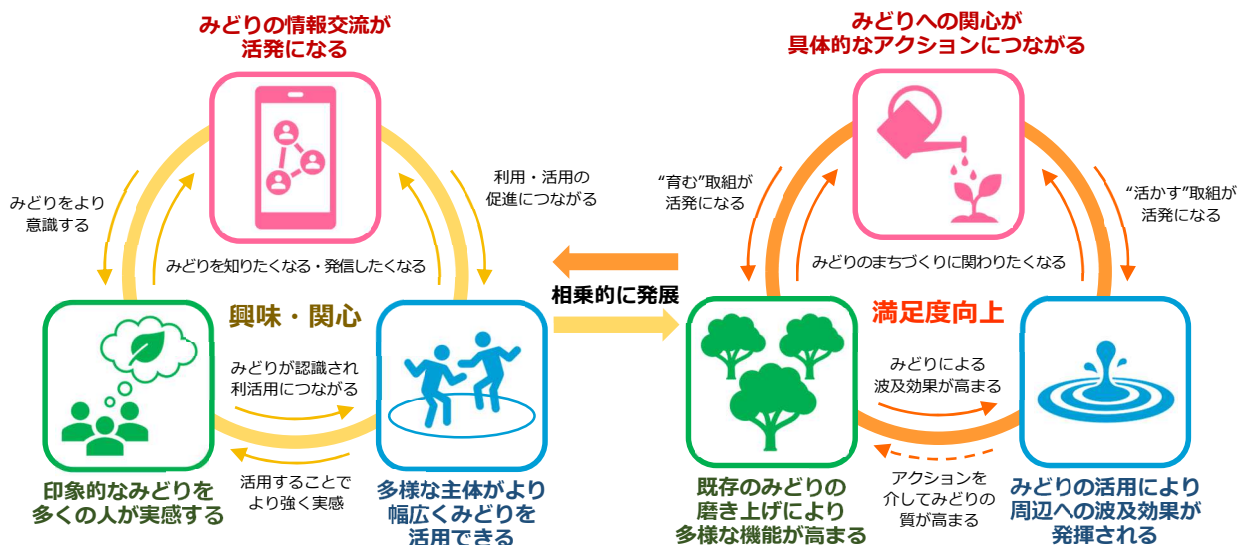 みどりの情報交流が
活発になる
みどりをより
意識する
利用・活用の
促進につながる
みどりを知りたくなる・発信したくなる
興味・関心
みどりが認識され
利活用につながる
活用することで
より強く実感
印象的なみどりを
多くの人が実感する
多様な主体がより
幅広くみどりを
活用できる
相乗的に発展
みどりへの関心が
具体的なアクションにつながる
“育む”取組が
活発になる
“活かす”取組が
活発になる
みどりのまちづくりに関わりたくなる
満足度向上
みどりによる
波及効果が高まる
アクションを
介してみどりの
質が高まる
既存のみどりの
磨き上げにより
多様な機能が高まる
みどりの活用により
周辺への波及効果が
発揮される